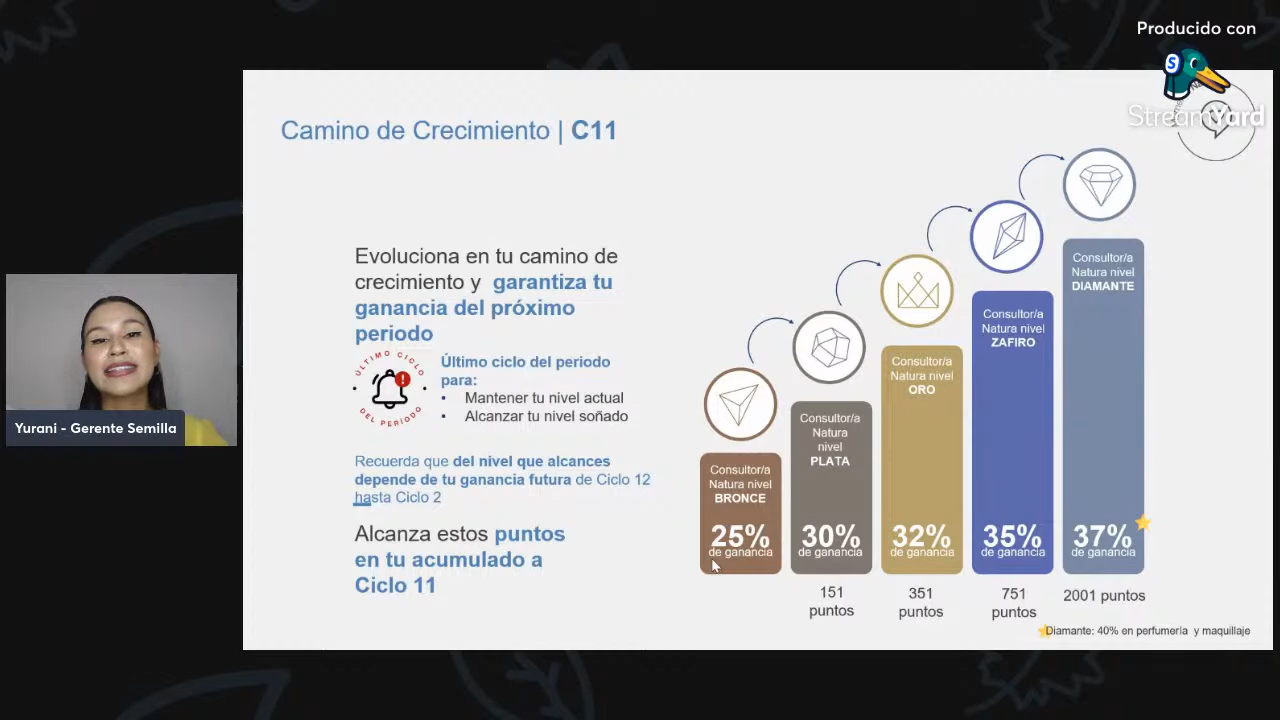 Producido con
StreamYard
Camino de Crecimiento | C11
Evoluciona en tu camino de
crecimiento y garantiza tu
ganancia del próximo
periodo
ÚLTIMO CICLO
DEL PERÍODO
Último ciclo del periodo
para:
• Mantener tu nivel actual
• Alcanzar tu nivel soñado
Recuerda que del nivel que alcances
depende de tu ganancia futura de Ciclo 12
hasta Ciclo 2
Alcanza estos puntos
en tu acumulado a
Ciclo 11
Consultor/a
Natura nivel
BRONCE
25%
de ganancia
Consultor/a
Natura
nivel
PLATA
30%
de ganancia
151
puntos
Consultor/a
Natura nivel
ORO
32%
de ganancia
351
puntos
Consultor/a
Natura nivel
ZAFIRO
35%
de ganancia
751
puntos
Consultor/a
Natura nivel
DIAMANTE
37%
de ganancia
2001 puntos
Diamante: 40% en perfumería y maquillaje
Yurani - Gerente Semilla